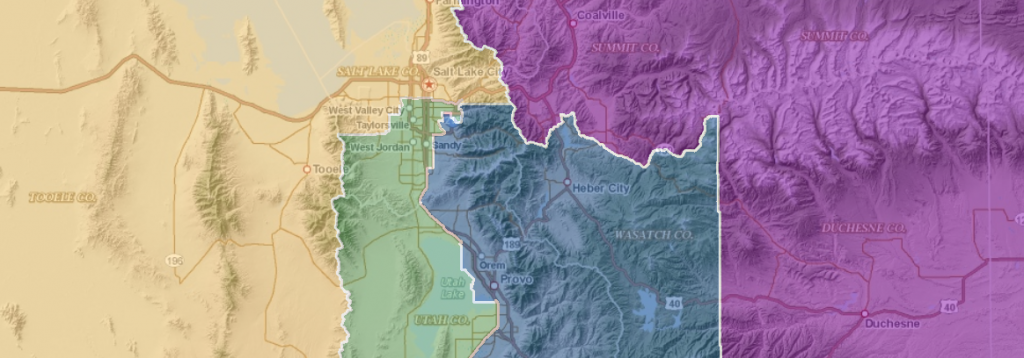 Farmington
Coalville
SUMMIT CO.
SUMMIT CO.
89
SALT LAKE CO.
Salt Lake City
West Valley City
Taylorsville
West Jordan
Sandy
Tooele
Heber City
TOOELE CO.
WASATCH CO.
DUCHESNE CO.
189
196
Orem
Provo
Utah
Lake
40
40
UTAH CO.
Duchesne